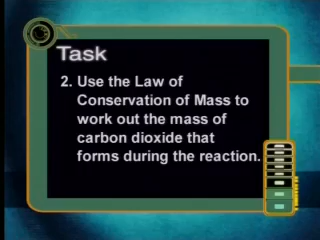 Task
2. Use the Law of
Conservation of Mass to
work out the mass of
carbon dioxide that
forms during the reaction.